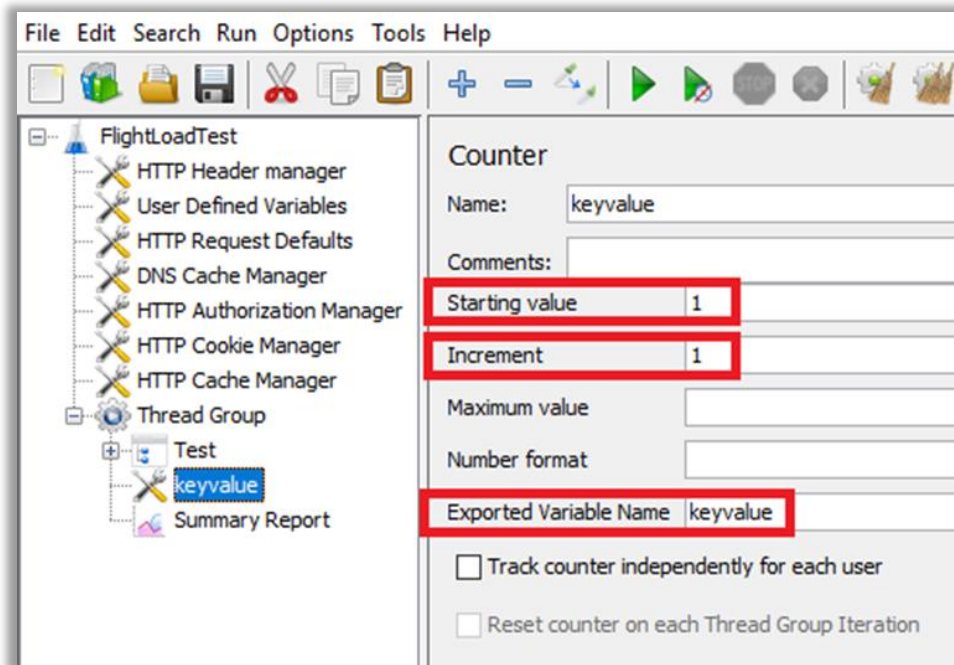 File Edit Search Run Options Tools Help
STOP
FlightLoadTest
HTTP Header manager
User Defined Variables
HTTP Request Defaults
DNS Cache Manager
HTTP Authorization Manager
HTTP Cookie Manager
HTTP Cache Manager
Thread Group
Test
keyvalue
Summary Report
Counter
Name: keyvalue
Comments:
Starting value 1
Increment 1
Maximum value
Number format
Exported Variable Name keyvalue
Track counter independently for each user
Reset counter on each Thread Group Iteration